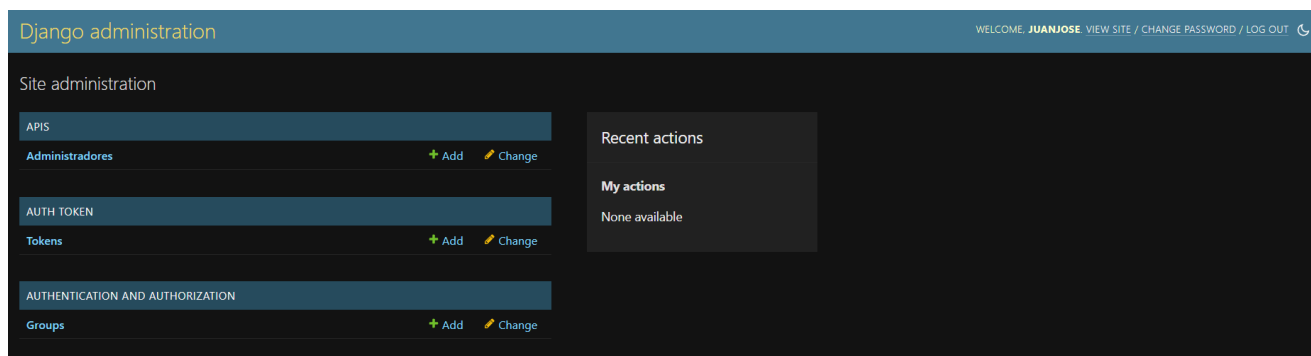 Django administration
WELCOME, JUANJOSE. VIEW SITE / CHANGE PASSWORD / LOG OUT
Site administration
APIS
Administradores + Add Change
AUTH TOKEN
Tokens + Add Change
AUTHENTICATION AND AUTHORIZATION
Groups + Add Change
Recent actions
My actions
None available